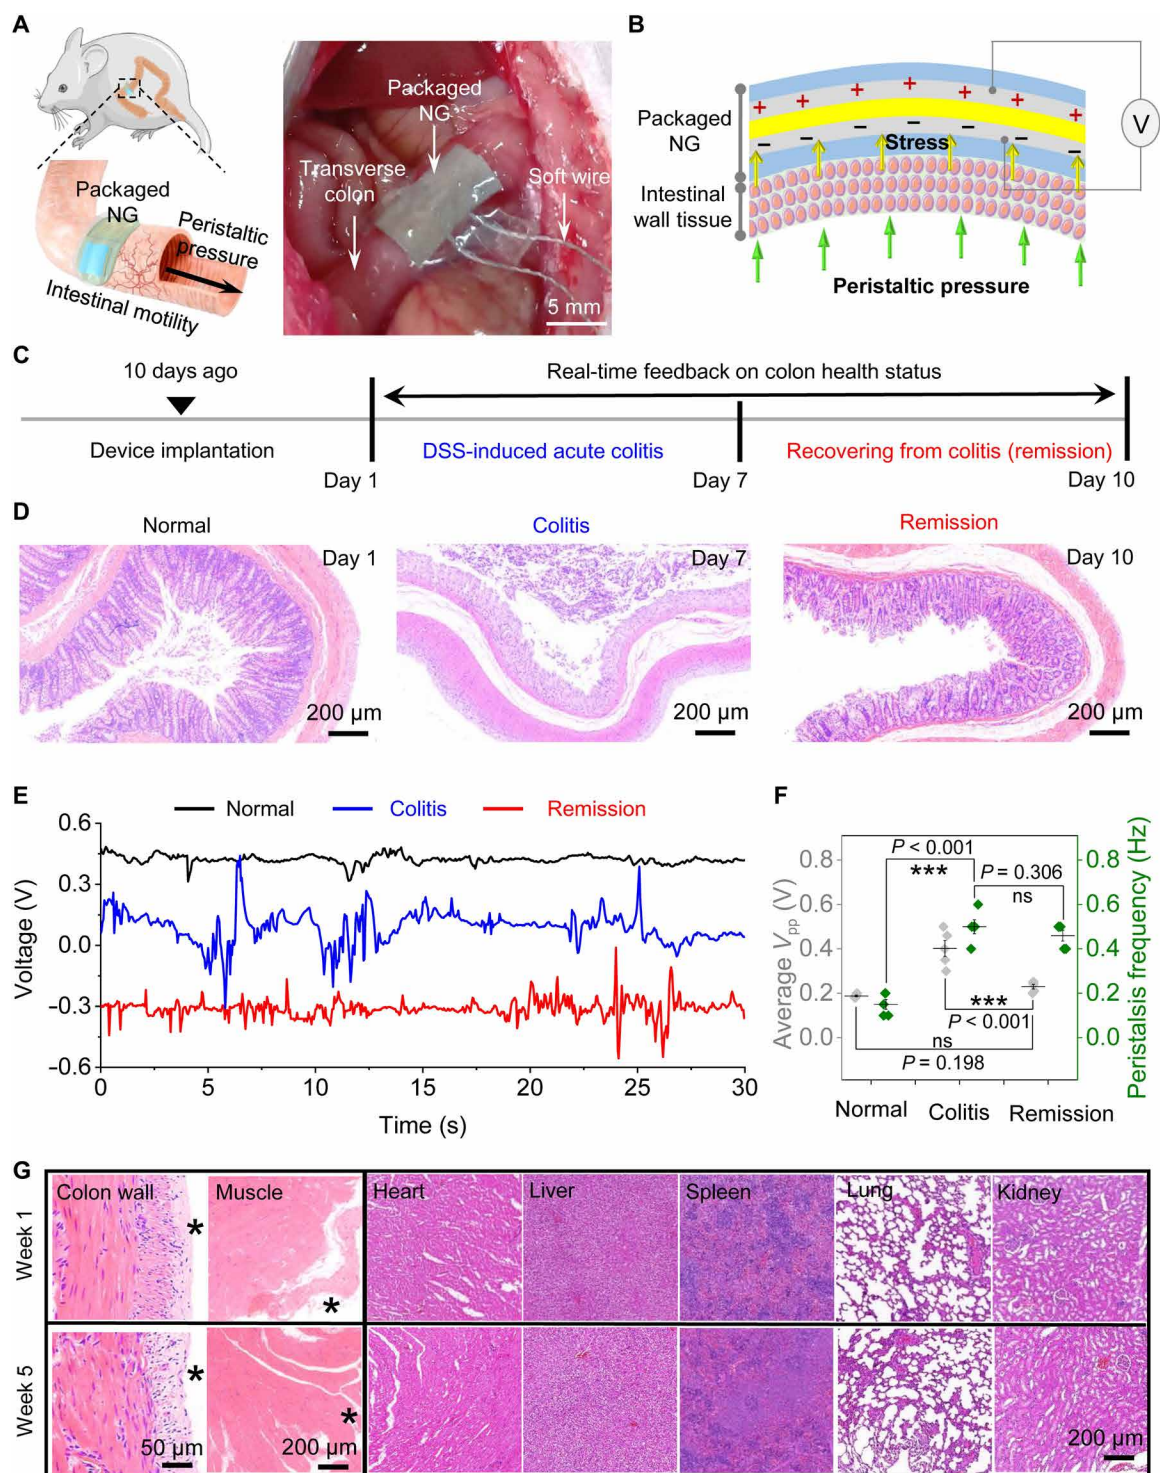 A
Packaged
NG
Peristaltic
pressure
Intestinal motility
Packaged
NG
Transverse
colon
Soft wire
5 mm
B
Packaged
NG
Intestinal
wall tissue
+ + + + + + +
− − − − − −
Stress
V
Peristaltic pressure
C
10 days ago
Real-time feedback on colon health status
Device implantation
DSS-induced acute colitis
Recovering from colitis (remission)
Day 1
Day 7
Day 10
D
Normal
Colitis
Remission
Day 1
Day 7
Day 10
200 µm
200 µm
200 µm
E
Normal
Colitis
Remission
Voltage (V)
0.6
0.3
0.0
−0.3
−0.6
0 5 10 15 20 25 30
Time (s)
F
Average Vpp (V)
0.8
0.6
0.4
0.2
0.0
P < 0.001
***
P = 0.306
ns
***
P < 0.001
ns
P = 0.198
0.8
0.6
0.4
0.2
0.0
Peristalsis frequency (Hz)
Normal Colitis Remission
G
Week 1
Colon wall
Muscle
Heart
Liver
Spleen
Lung
Kidney
*
*
Week 5
*
*
50 µm
200 µm
200 µm